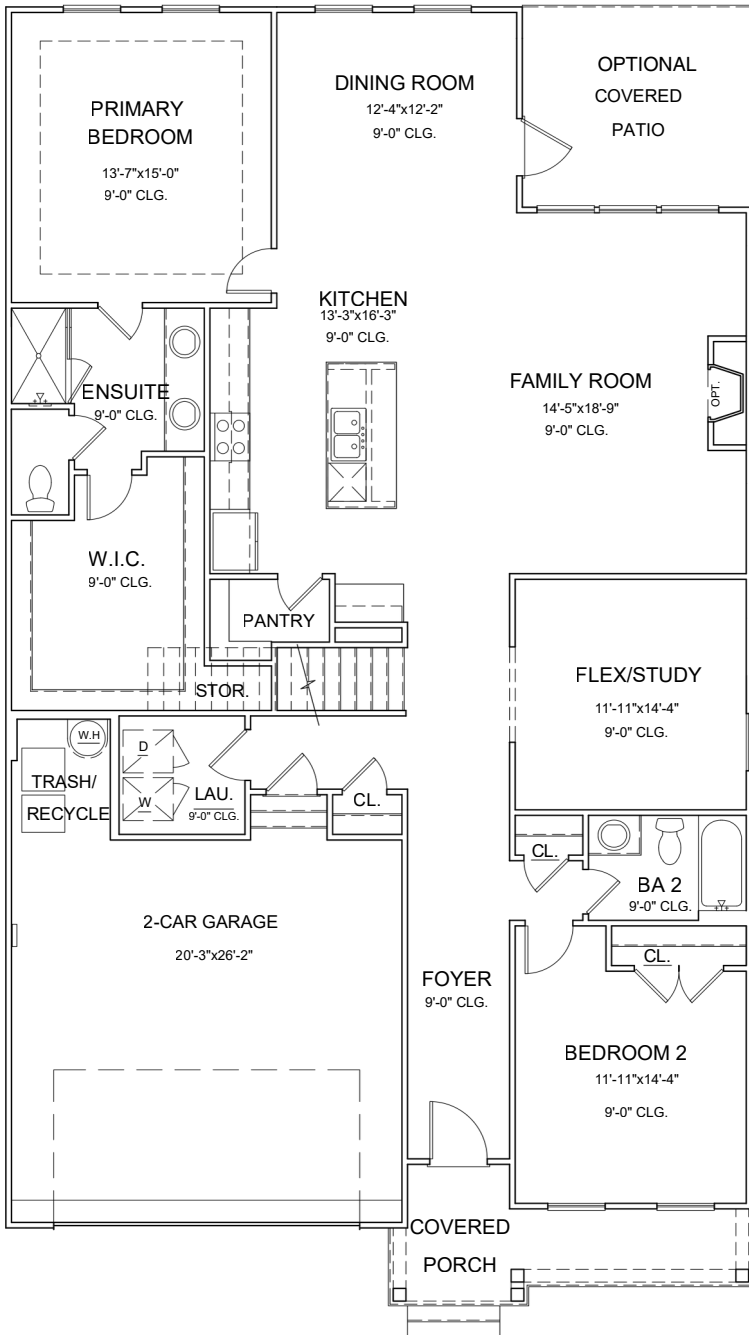 PRIMARY
BEDROOM
13'-7"x15'-0"
9'-0" CLG.
DINING ROOM
12'-4"x12'-2"
9'-0" CLG.
OPTIONAL
COVERED
PATIO
KITCHEN
13'-3"x16'-3"
9'-0" CLG.
ENSUITE
9'-0" CLG.
FAMILY ROOM
14'-5"x18'-9"
9'-0" CLG.
OPT.
W.I.C.
9'-0" CLG.
PANTRY
STOR.
FLEX/STUDY
11'-11"x14'-4"
9'-0" CLG.
W.H
TRASH/
RECYCLE
D
W
LAU.
9'-0" CLG.
CL.
CL.
BA 2
9'-0" CLG.
2-CAR GARAGE
20'-3"x26'-2"
CL.
FOYER
9'-0" CLG.
BEDROOM 2
11'-11"x14'-4"
9'-0" CLG.
COVERED
PORCH